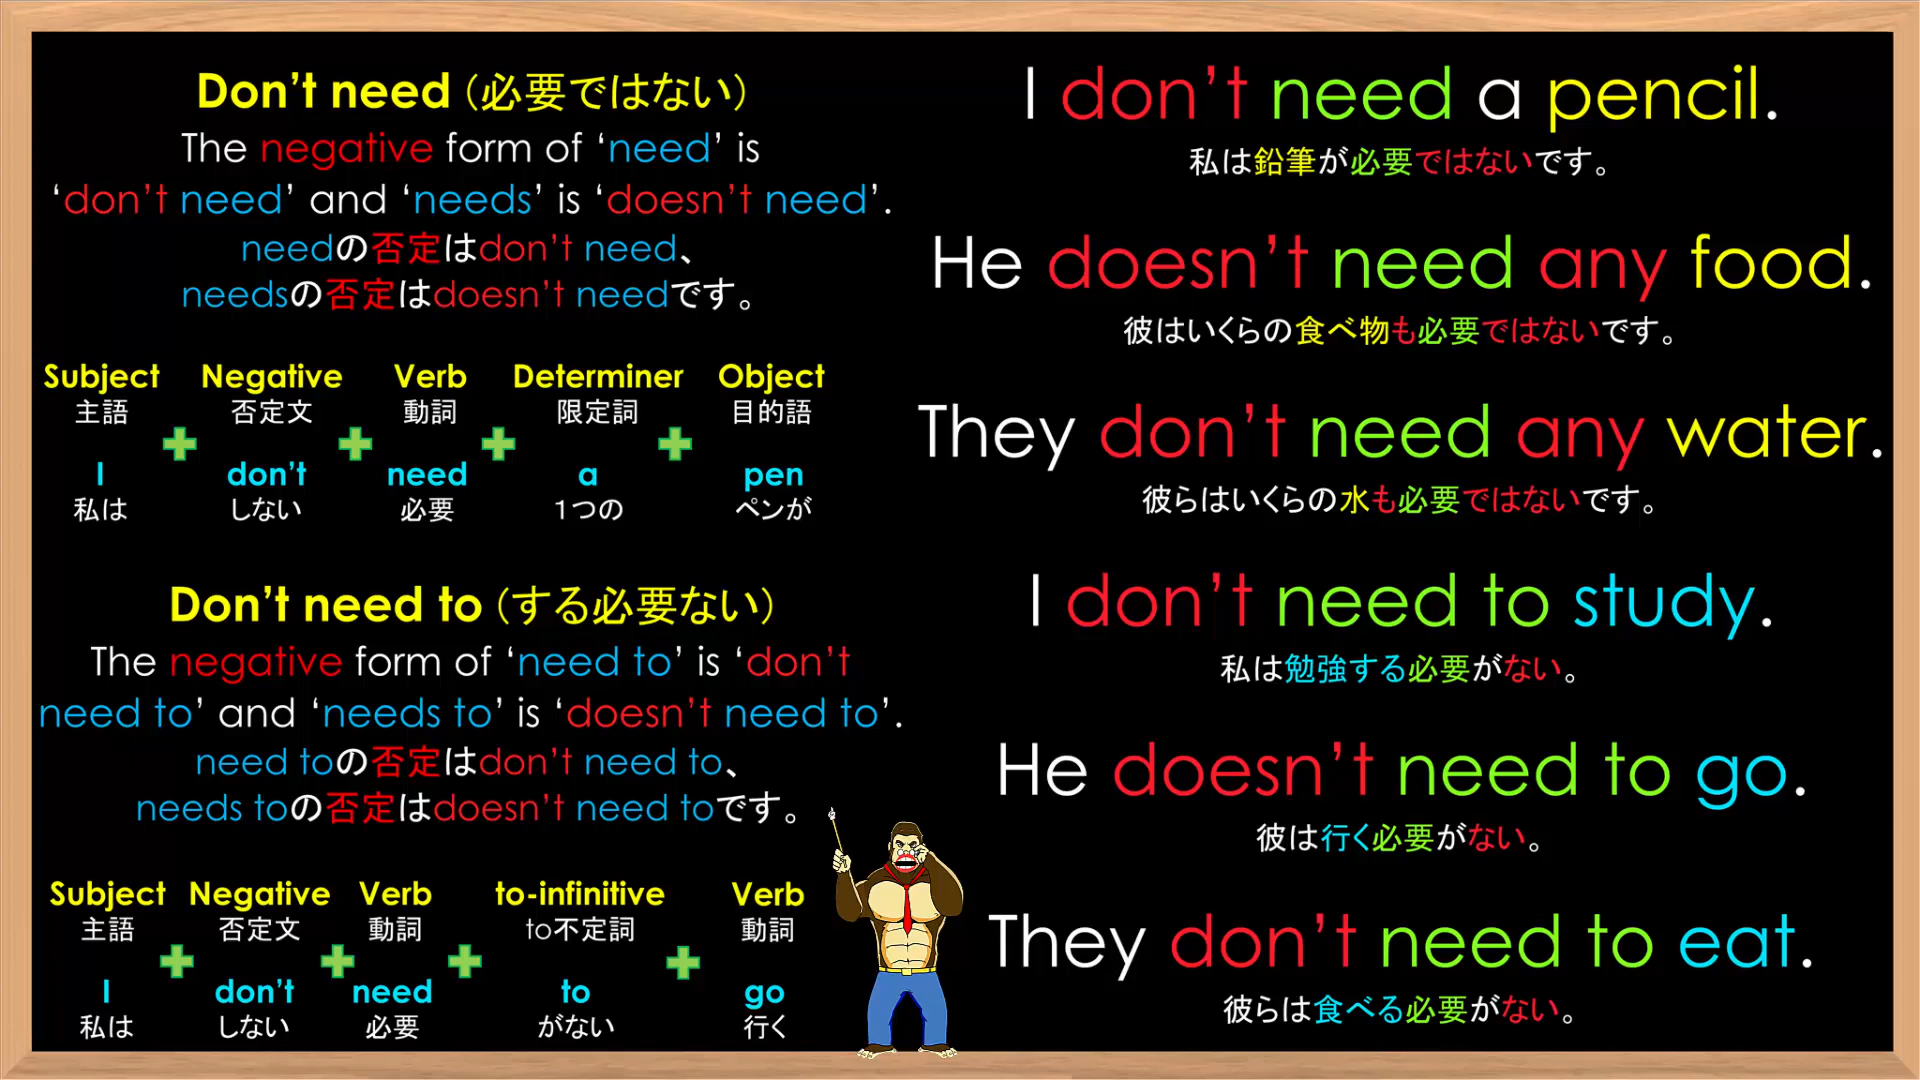 Don't need (必要ではない)
The negative form of ‘need’ is
‘don't need’ and ‘needs’ is ‘doesn't need’.
needの否定はdon't need、
needsの否定はdoesn't needです。
Subject Negative Verb Determiner Object
主語 否定文 動詞 限定詞 目的語
I don't need a pen
私は しない 必要 1つの ペンが
Don't need to (する必要ない)
The negative form of ‘need to’ is ‘don't
need to’ and ‘needs to’ is ‘doesn't need to’.
need toの否定はdon't need to、
needs toの否定はdoesn't need toです。
Subject Negative Verb to-infinitive Verb
主語 否定文 動詞 to不定詞 動詞
I don't need to go
私は しない 必要 がない 行く
I don't need a pencil.
私は鉛筆が必要ではないです。
He doesn't need any food.
彼はいくらの食べ物も必要ではないです。
They don't need any water.
彼らはいくらの水も必要ではないです。
I don't need to study.
私は勉強する必要がない。
He doesn't need to go.
彼は行く必要がない。
They don't need to eat.
彼らは食べる必要がない。